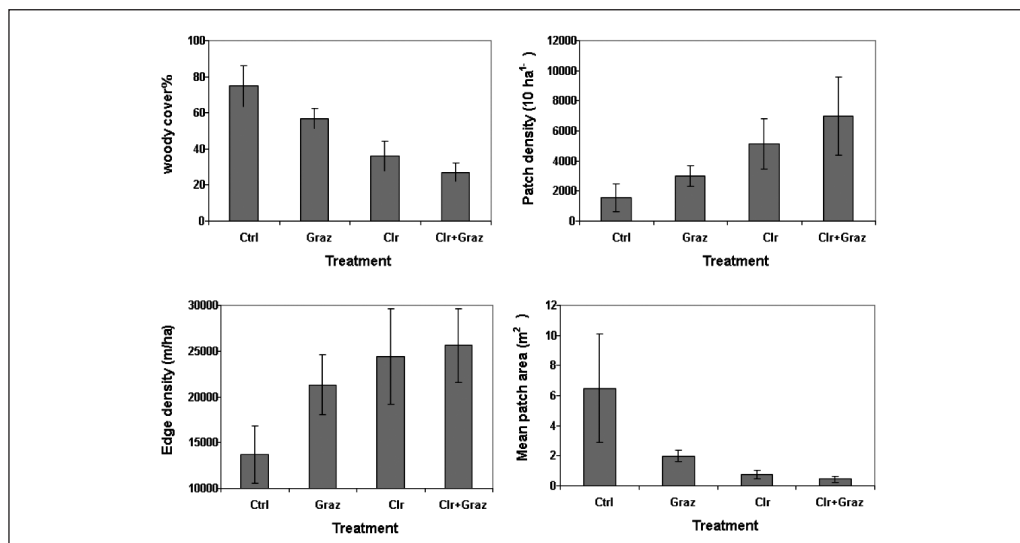 woody cover%
100
80
60
40
20
0
Ctrl Graz Clr Clr+Graz
Treatment
Patch density (10 ha¹⁻ )
12000
10000
8000
6000
4000
2000
0
Ctrl Graz Clr Clr+Graz
Treatment
Edge density (m/ha)
30000
25000
20000
15000
10000
Ctrl Graz Clr Clr+Graz
Treatment
Mean patch area (m² )
12
10
8
6
4
2
0
Ctrl Graz Clr Clr+Graz
Treatment